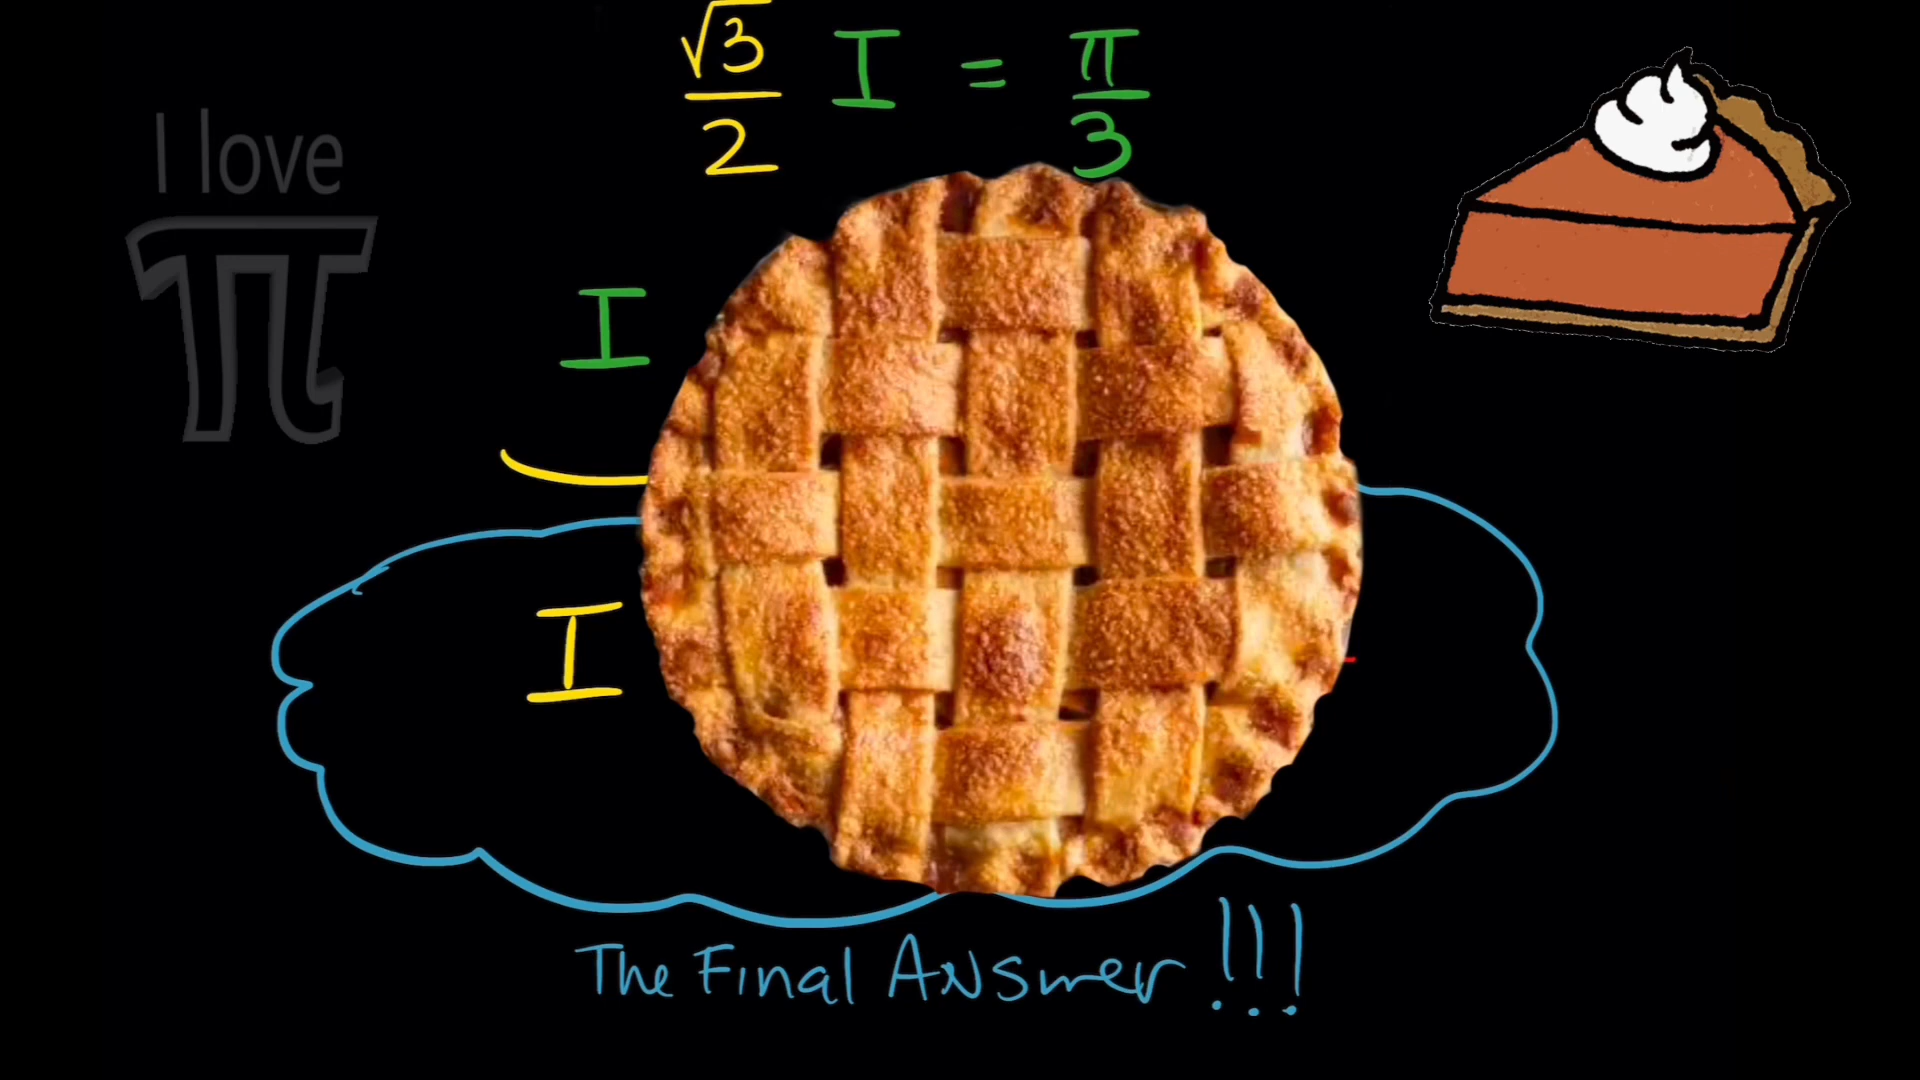 √3/2 I = π/3
I love
π
I
I
The Final Answer !!!